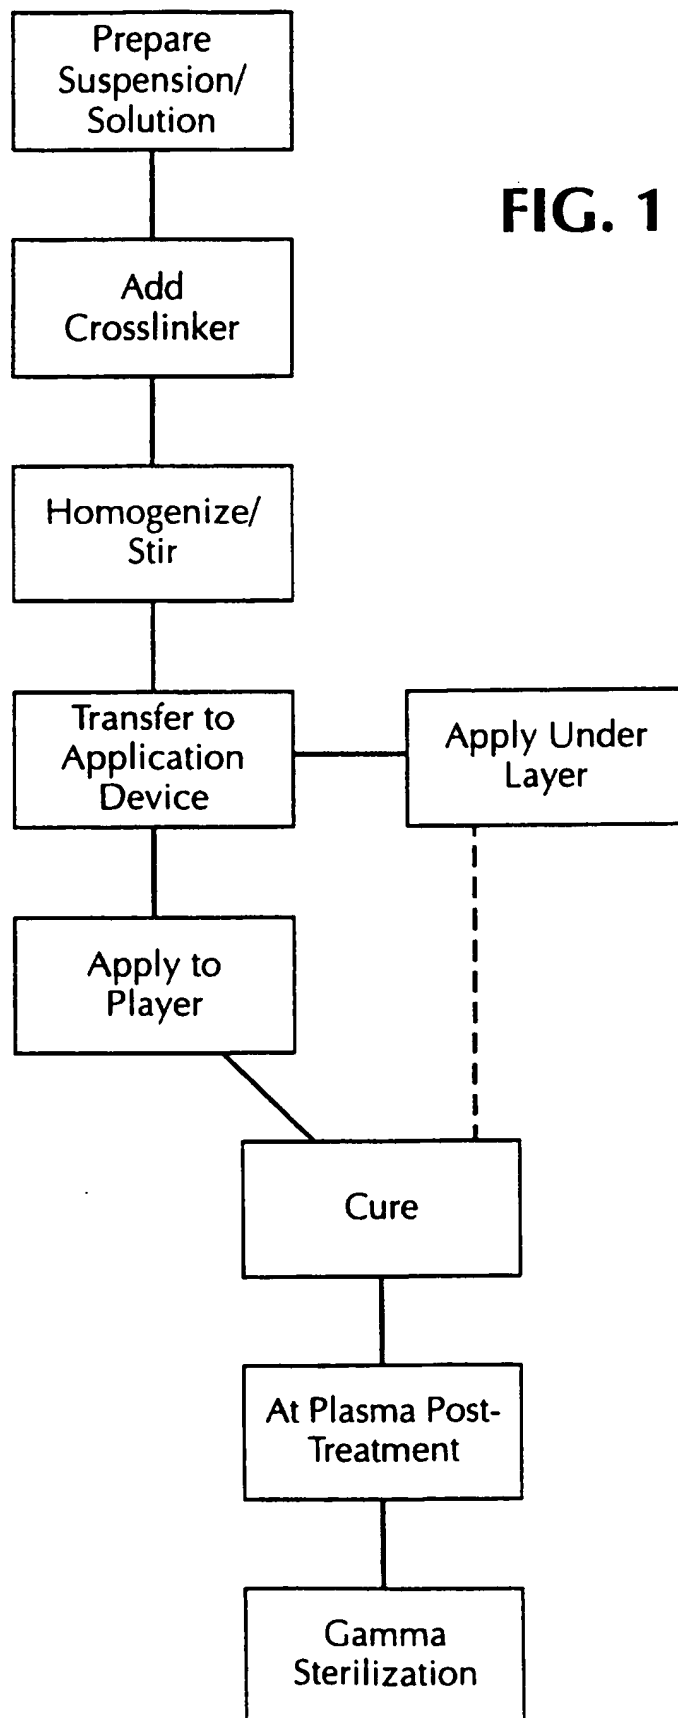 Prepare
Suspension/
Solution
FIG. 1
Add
Crosslinker
Homogenize/
Stir
Transfer to
Application
Device
Apply Under
Layer
Apply to
Player
Cure
At Plasma Post-
Treatment
Gamma
Sterilization